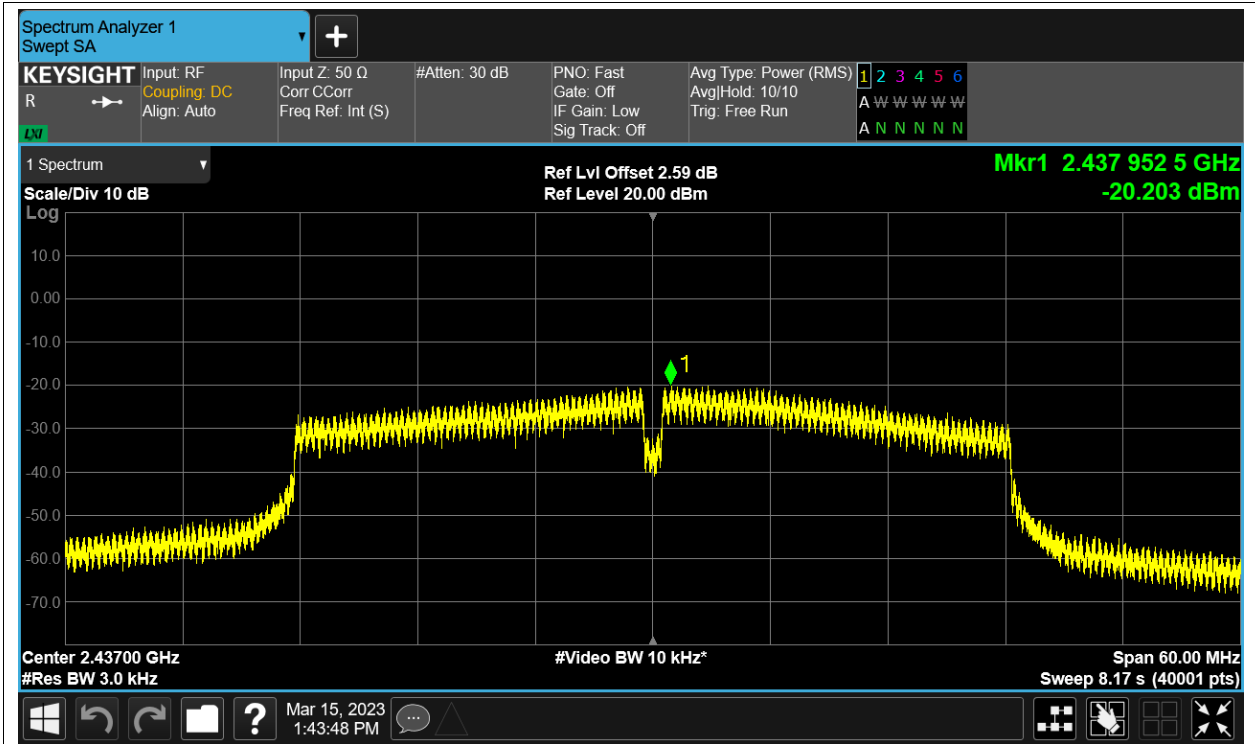 Spectrum Analyzer 1
Swept SA
KEYSIGHT
R
LXI
Input: RF
Coupling: DC
Align: Auto
Input Z: 50 Ω
Corr CCorr
Freq Ref: Int (S)
#Atten: 30 dB
PNO: Fast
Gate: Off
IF Gain: Low
Sig Track: Off
Avg Type: Power (RMS)
Avg|Hold: 10/10
Trig: Free Run
1 2 3 4 5 6
A W W W W W
A N N N N N
1 Spectrum
Scale/Div 10 dB
Log
Ref Lvl Offset 2.59 dB
Ref Level 20.00 dBm
Mkr1 2.437 952 5 GHz
-20.203 dBm
10.0
0.00
-10.0
1
-20.0
-30.0
-40.0
-50.0
-60.0
-70.0
Center 2.43700 GHz
#Video BW 10 kHz*
Span 60.00 MHz
#Res BW 3.0 kHz
Sweep 8.17 s (40001 pts)
?
Mar 15, 2023
1:43:48 PM